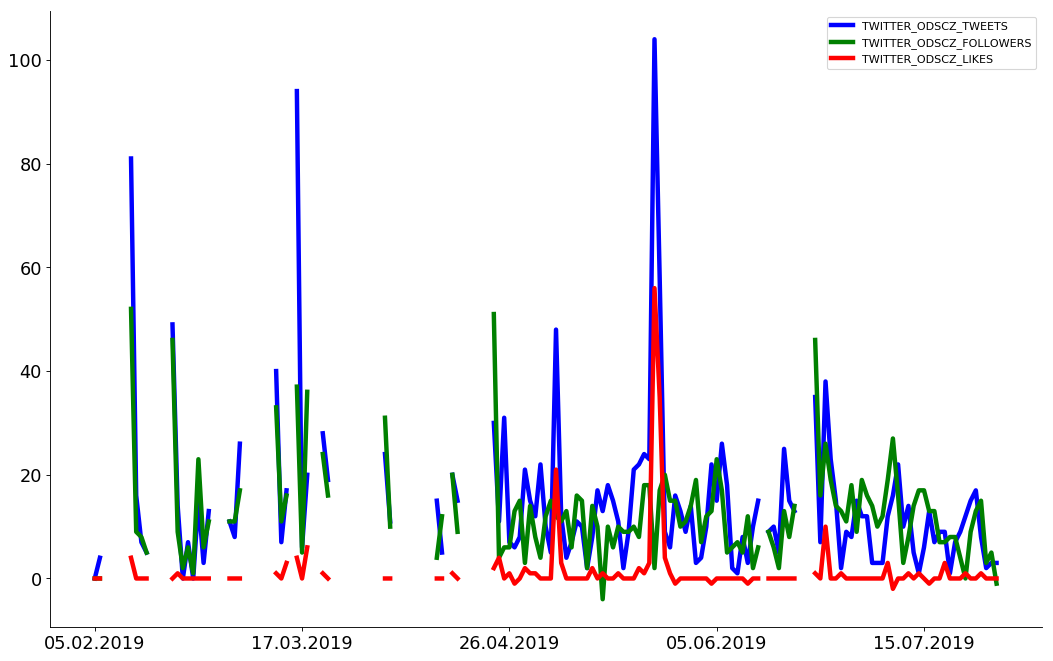 TWITTER_ODSCZ_TWEETS
TWITTER_ODSCZ_FOLLOWERS
TWITTER_ODSCZ_LIKES
100
80
60
40
20
0
05.02.2019 17.03.2019 26.04.2019 05.06.2019 15.07.2019